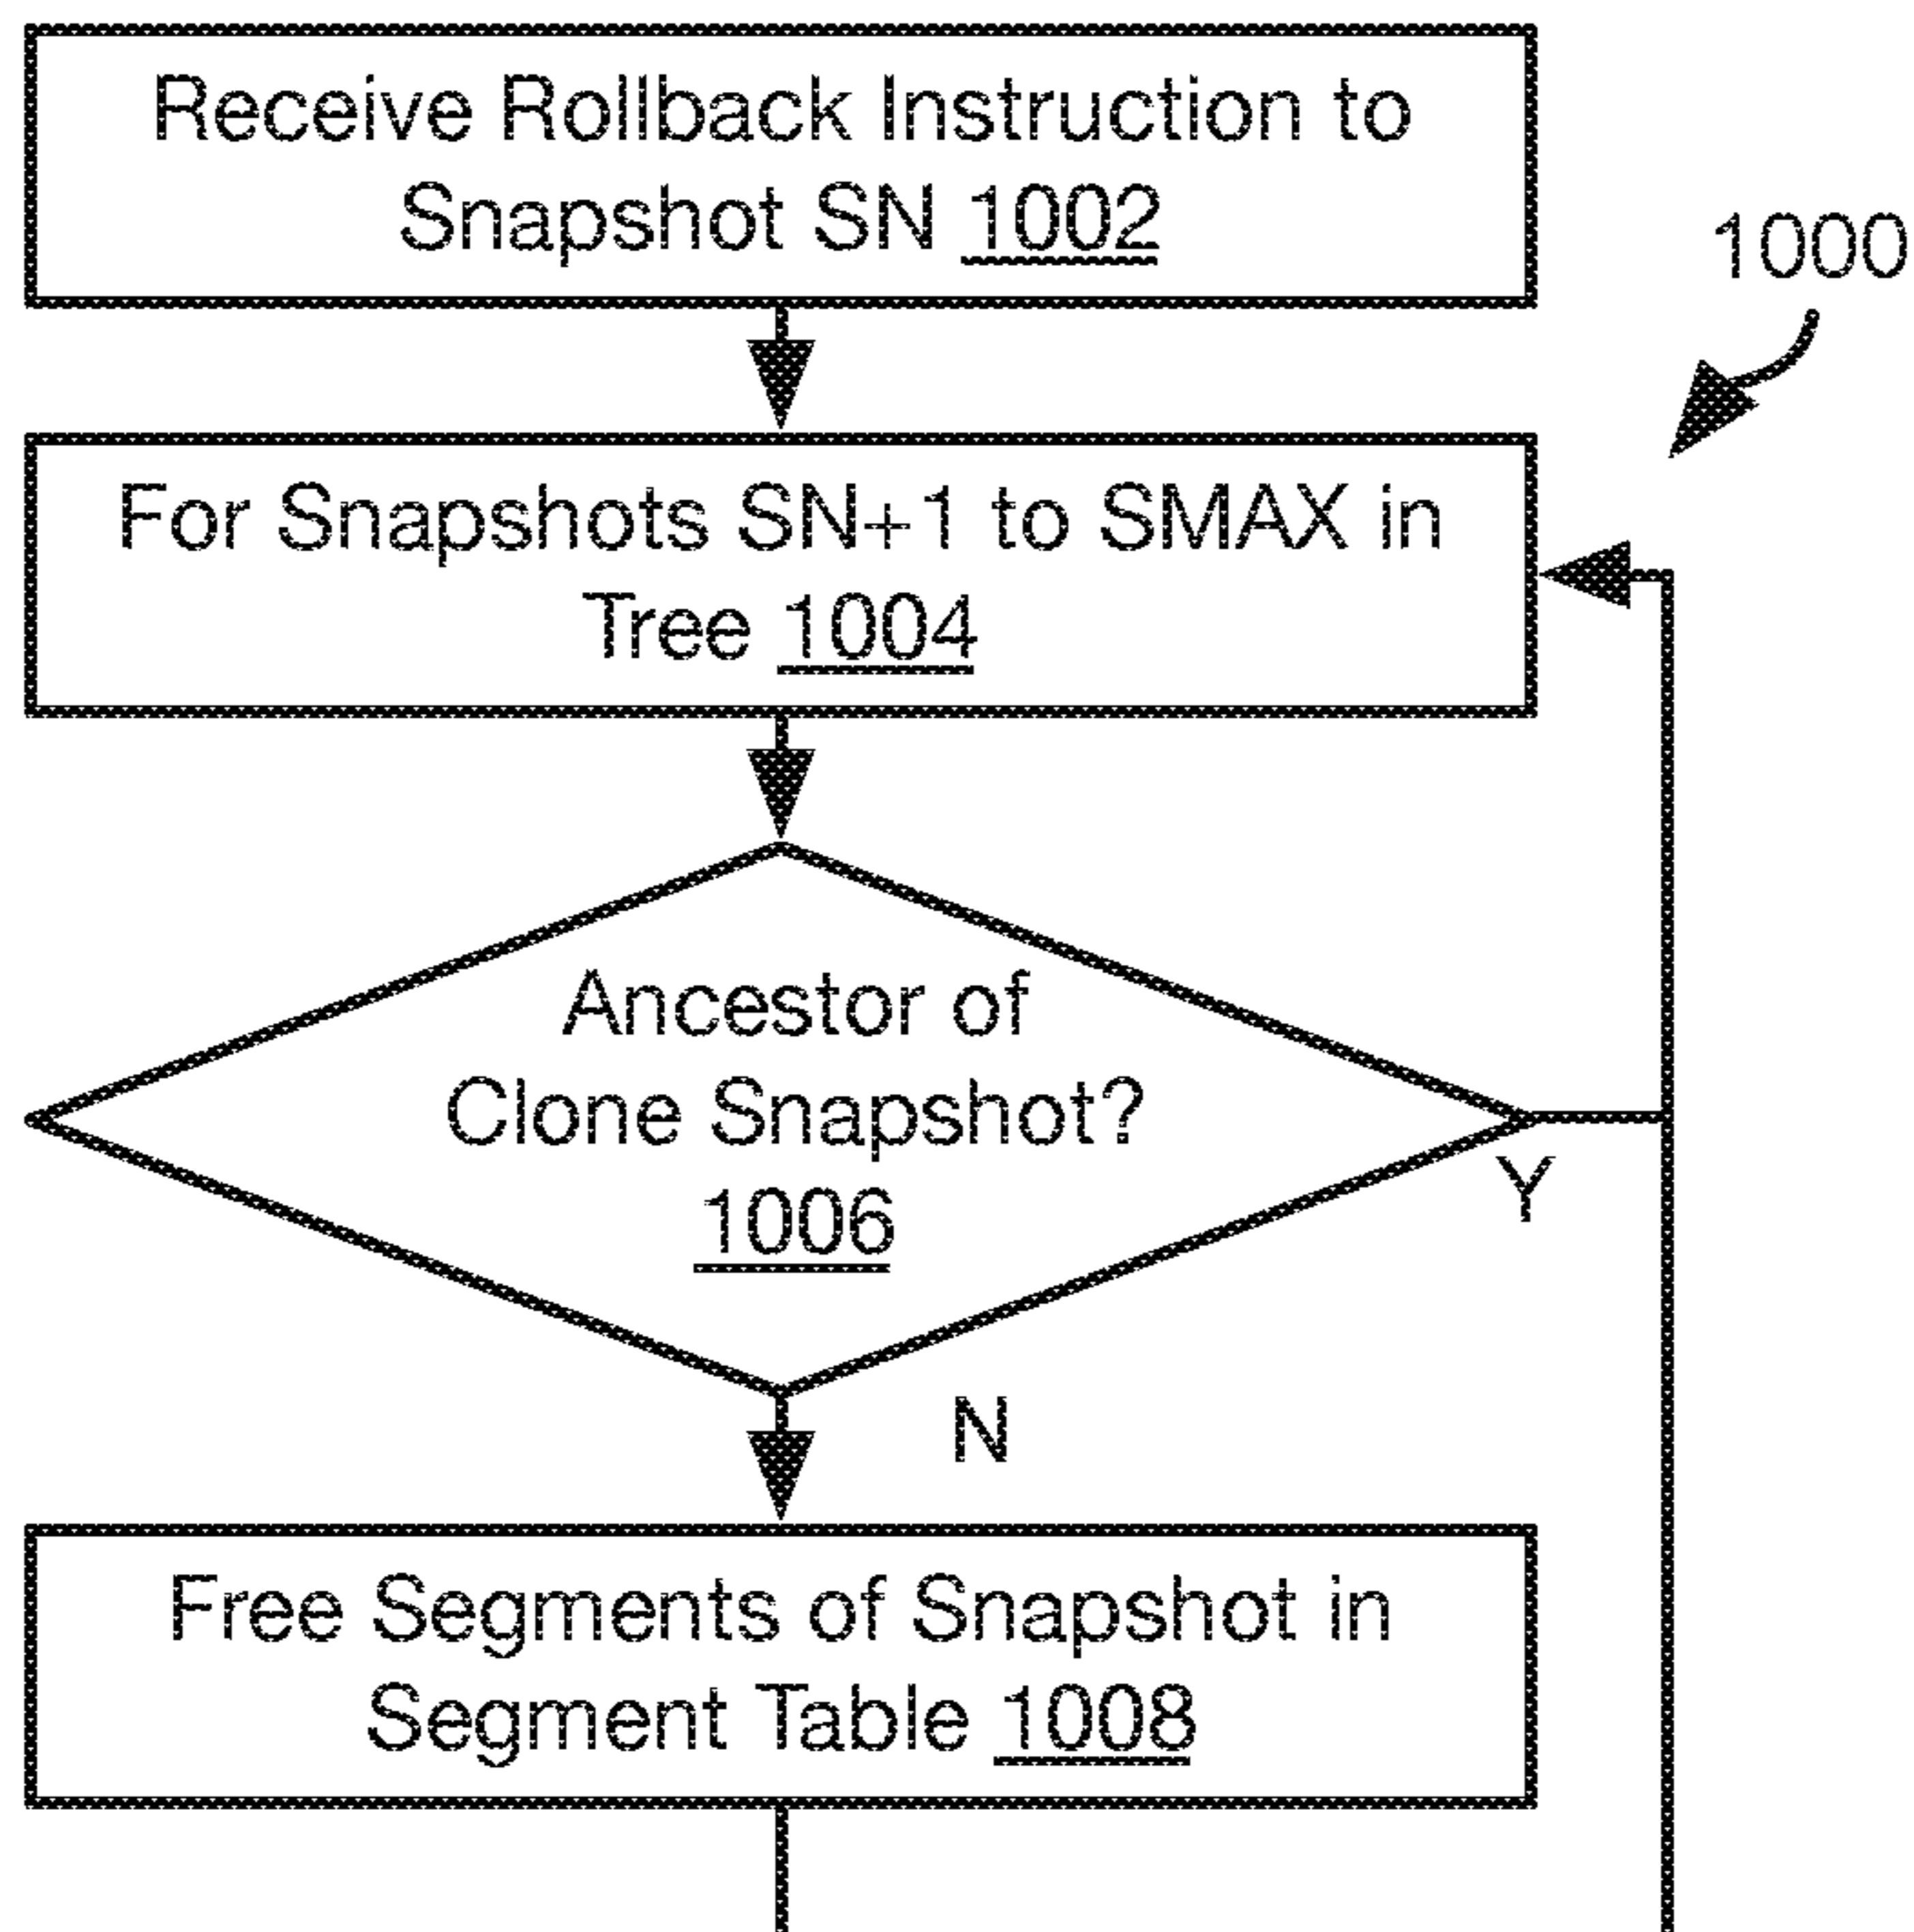 Receive Rollback Instruction to
Snapshot SN 1002
1000
For Snapshots SN+1 to SMAX in
Tree 1004
Ancestor of
Clone Snapshot?
1006
Y
N
Free Segments of Snapshot in
Segment Table 1008